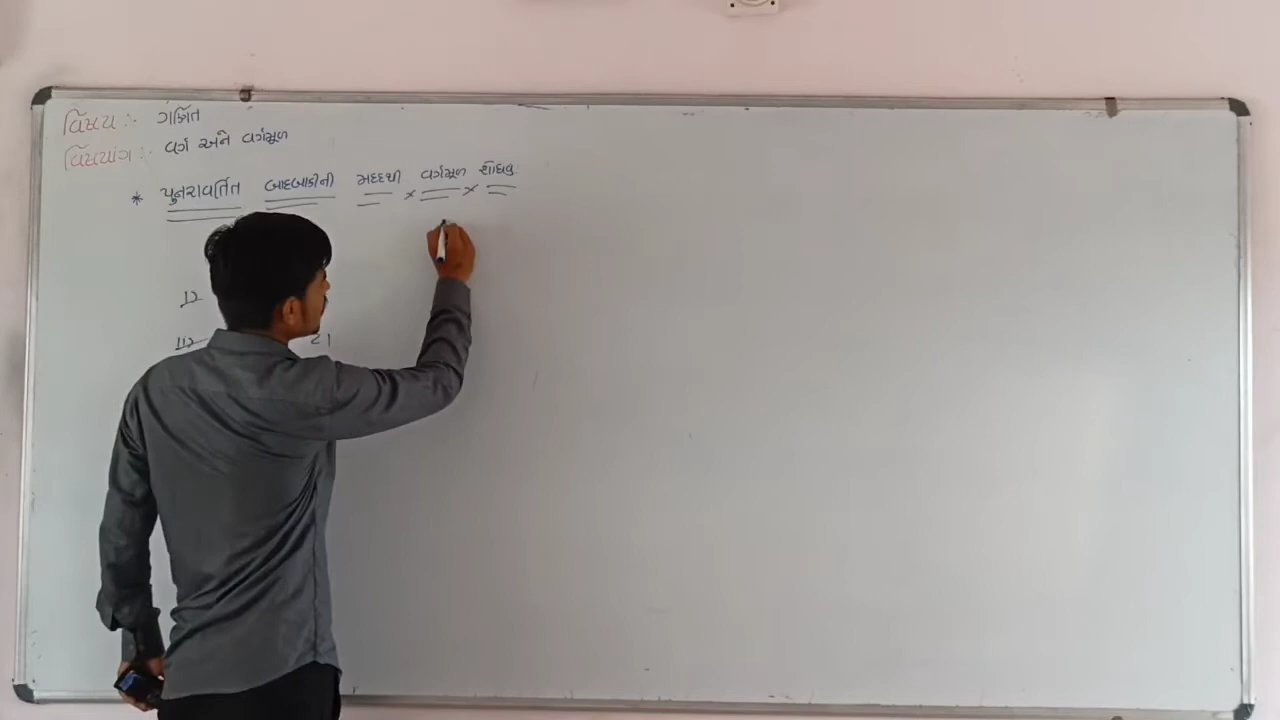 વિષય :- ગણિત
વિષયાંગ :- વર્ગ અને વર્ગમૂળ
* પુનરાવર્તિત બાદબાકીની મદદથી વર્ગમૂળ શોધવું